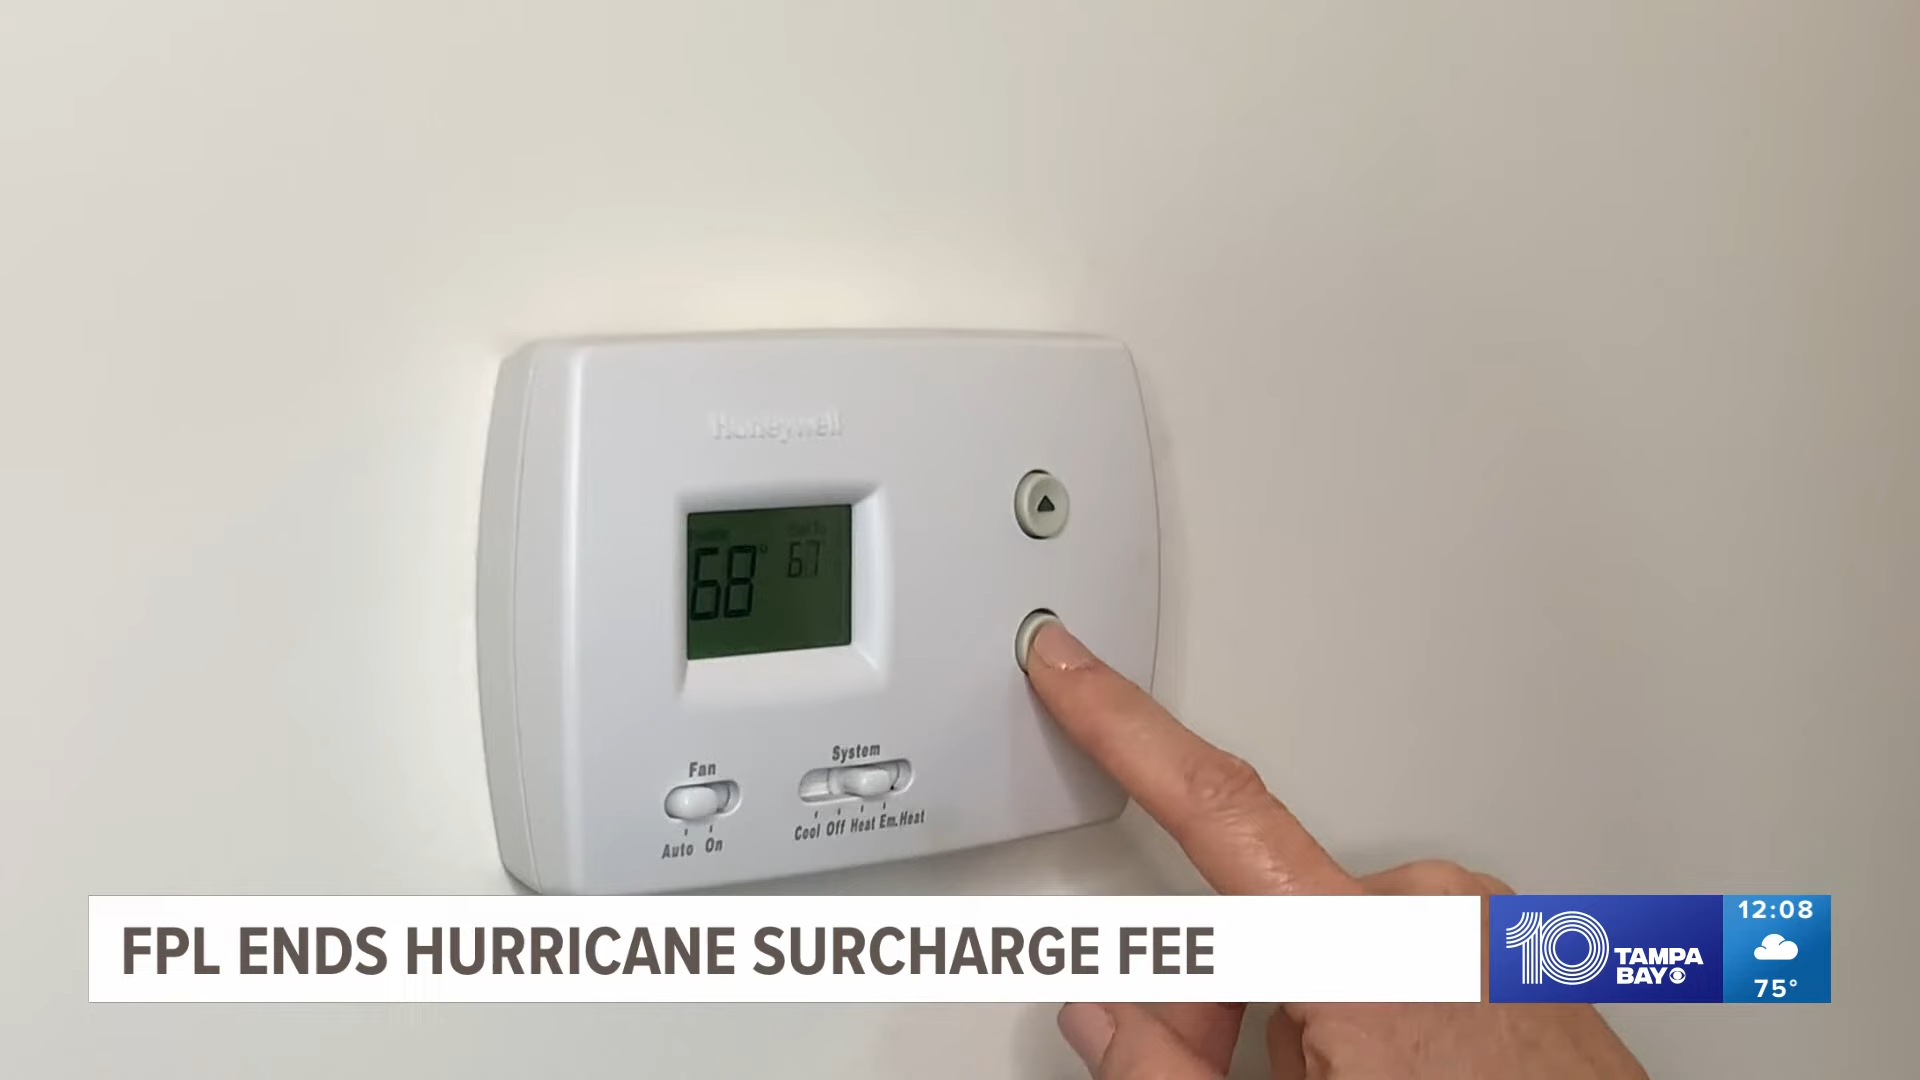 Honeywell
68°
67
Fan
Auto On
System
Cool Off Heat Em.Heat
FPL ENDS HURRICANE SURCHARGE FEE
10 TAMPA
BAY
12:08
75°